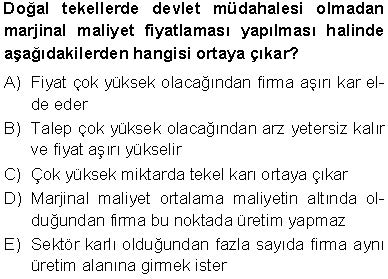 Doğal tekellerde devlet müdahalesi olmadan
marjinal maliyet fiyatlaması yapılması halinde
aşağıdakilerden hangisi ortaya çıkar?
A) Fiyat çok yüksek olacağından firma aşırı kar el-
de eder
B) Talep çok yüksek olacağından arz yetersiz kalır
ve fiyat aşırı yükselir
C) Çok yüksek miktarda tekel karı ortaya çıkar
D) Marjinal maliyet ortalama maliyetin altında ol-
duğundan firma bu noktada üretim yapmaz
E) Sektör karlı olduğundan fazla sayıda firma aynı
üretim alanına girmek ister